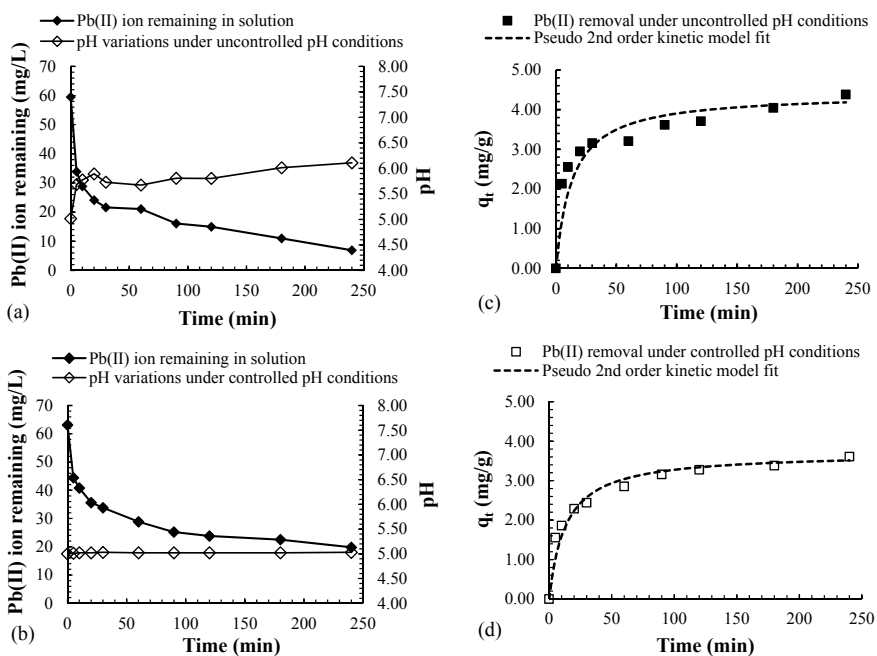 Pb(II) ion remaining in solution
pH variations under uncontrolled pH conditions
Pb(II) ion remaining (mg/L)
70
60
50
40
30
20
10
0
8.00
7.50
7.00
6.50
6.00
5.50
5.00
4.50
4.00
pH
0 50 100 150 200 250
Time (min)
(a)
Pb(II) removal under uncontrolled pH conditions
Pseudo 2nd order kinetic model fit
qt (mg/g)
5.00
4.00
3.00
2.00
1.00
0.00
0 50 100 150 200 250
Time (min)
(c)
Pb(II) ion remaining in solution
pH variations under controlled pH conditions
Pb(II) ion remaining (mg/L)
70
60
50
40
30
20
10
0
8.00
7.50
7.00
6.50
6.00
5.50
5.00
4.50
4.00
pH
0 50 100 150 200 250
Time (min)
(b)
Pb(II) removal under controlled pH conditions
Pseudo 2nd order kinetic model fit
qt (mg/g)
5.00
4.00
3.00
2.00
1.00
0.00
0 50 100 150 200 250
Time (min)
(d)